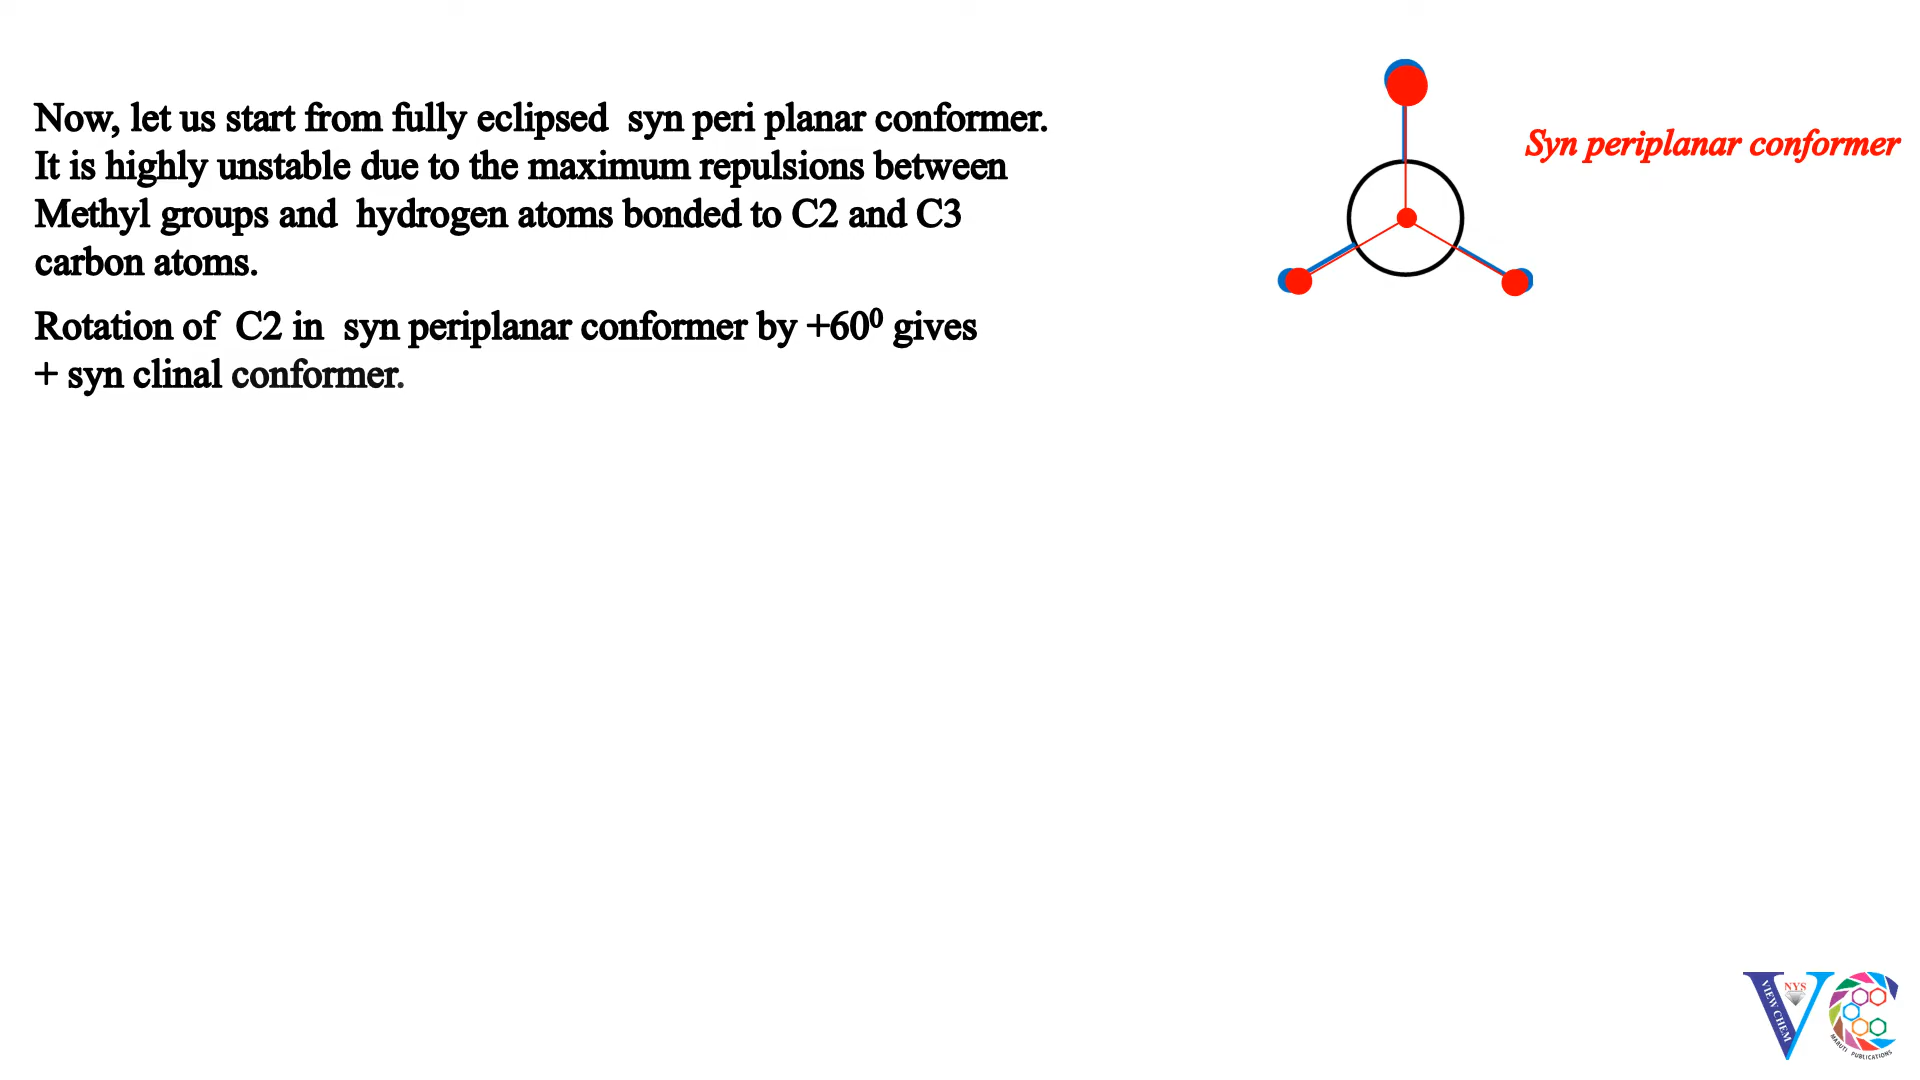 Now, let us start from fully eclipsed syn peri planar conformer.
It is highly unstable due to the maximum repulsions between
Methyl groups and hydrogen atoms bonded to C2 and C3
carbon atoms.
Rotation of C2 in syn periplanar conformer by +60⁰ gives
+ syn clinal conformer.
Syn periplanar conformer
VIEW CHEM
NYS
MARUTI PUBLICATIONS